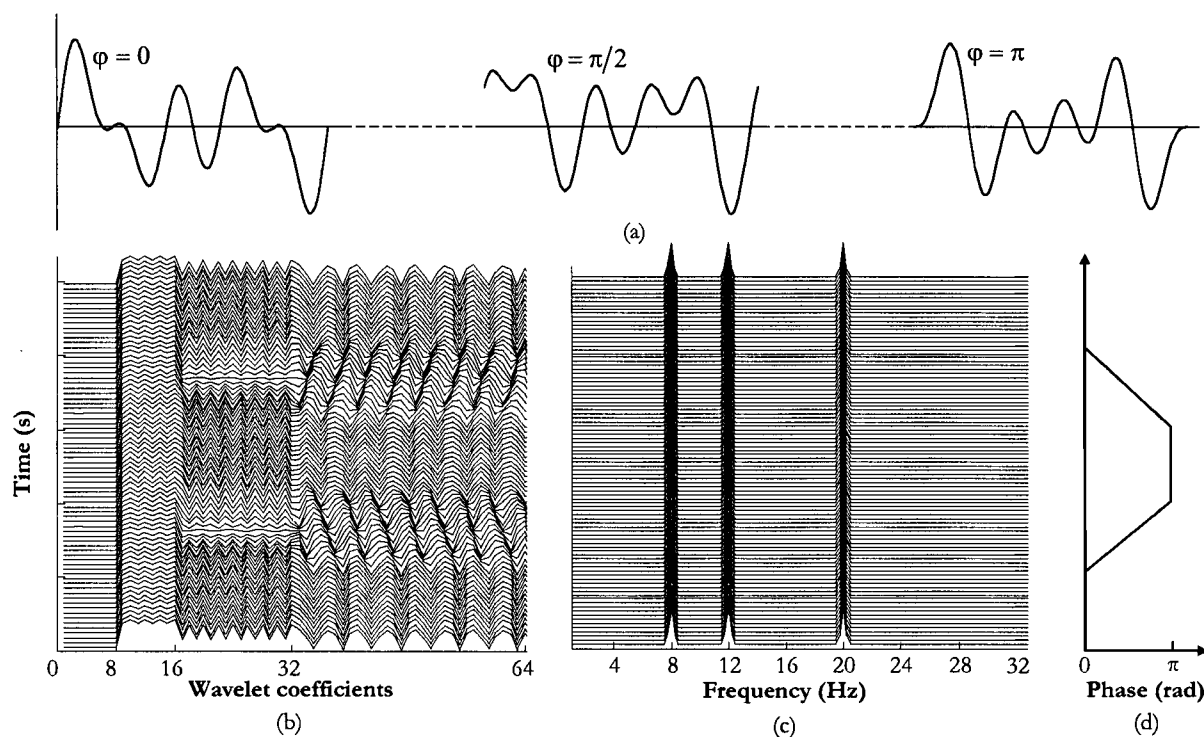 φ = 0
φ = π/2
φ = π
(a)
Time (s)
0 8 16 32 64
Wavelet coefficients
(b)
4 8 12 16 20 24 28 32
Frequency (Hz)
(c)
0 π
Phase (rad)
(d)